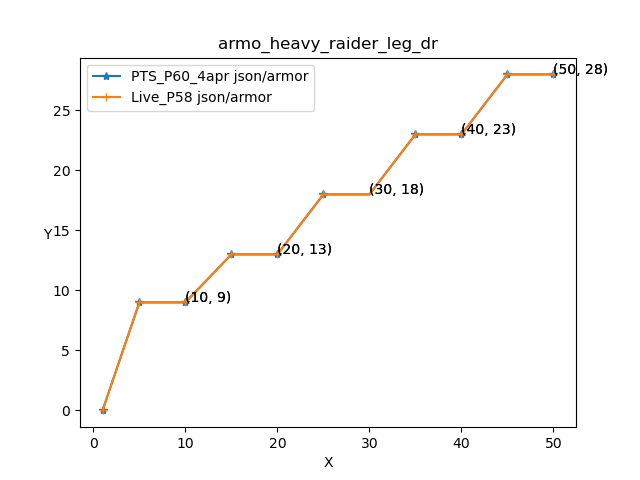 armo_heavy_raider_leg_dr
PTS_P60_4apr json/armor
Live_P58 json/armor
(50, 28)
(40, 23)
(30, 18)
(20, 13)
(10, 9)
25
20
15
10
5
0
Y
0 10 20 30 40 50
X